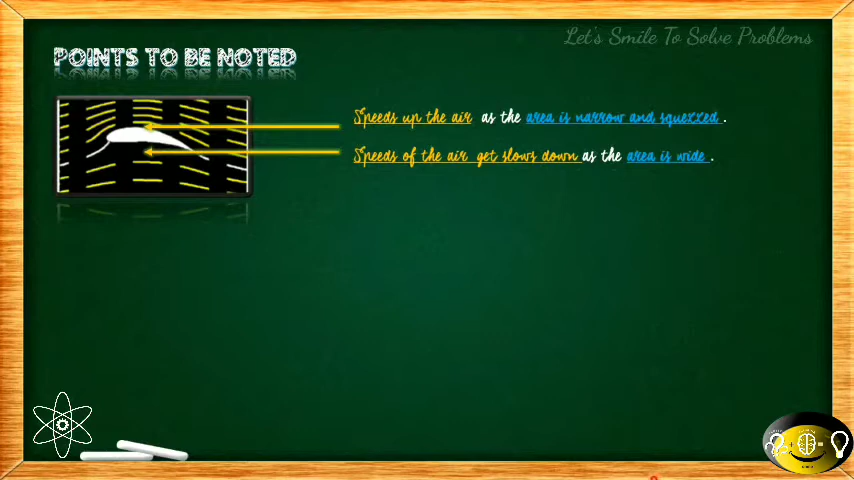 Let's Smile To Solve Problems
POINTS TO BE NOTED
Speeds up the air as the area is narrow and squezzed .
Speeds of the air get slows down as the area is wide .